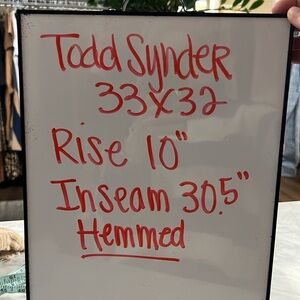 Todd Synder
33x32
Rise 10"
Inseam 30.5"
Hemmed